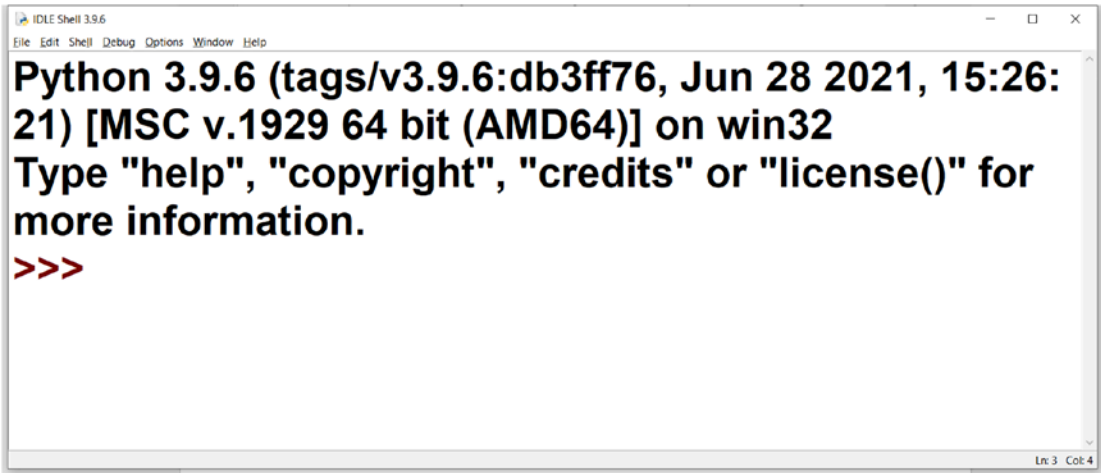 IDLE Shell 3.9.6
File Edit Shell Debug Options Window Help
Python 3.9.6 (tags/v3.9.6:db3ff76, Jun 28 2021, 15:26:
21) [MSC v.1929 64 bit (AMD64)] on win32
Type "help", "copyright", "credits" or "license()" for
more information.
>>>
Ln: 3 Col: 4